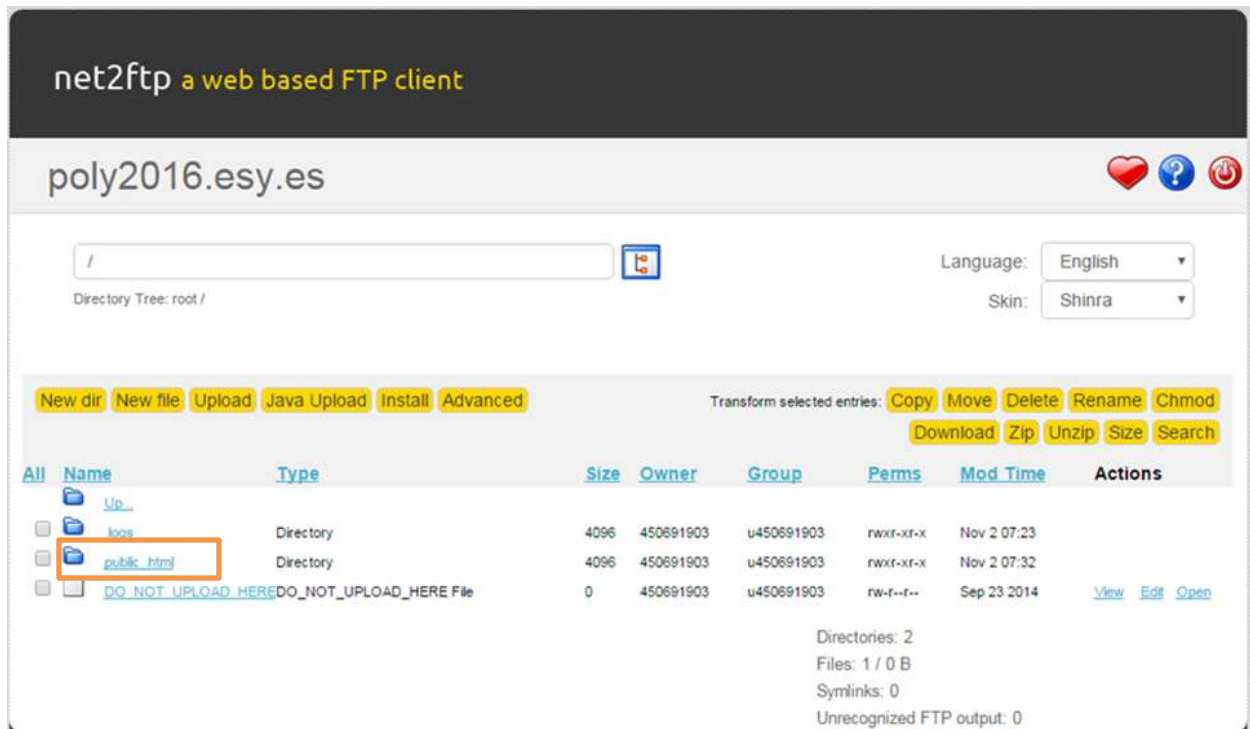 net2ftp a web based FTP client
poly2016.esy.es
/
Language: English
Directory Tree: root /
Skin: Shinra
New dir New file Upload Java Upload Install Advanced Transform selected entries: Copy Move Delete Rename Chmod
Download Zip Unzip Size Search
All Name Type Size Owner Group Perms Mod Time Actions
Up..
logs Directory 4096 450691903 u450691903 rwxr-xr-x Nov 2 07:23
public_html Directory 4096 450691903 u450691903 rwxr-xr-x Nov 2 07:32
DO_NOT_UPLOAD_HERE DO_NOT_UPLOAD_HERE File 0 450691903 u450691903 rw-r--r-- Sep 23 2014 View Edit Open
Directories: 2
Files: 1 / 0 B
Symlinks: 0
Unrecognized FTP output: 0